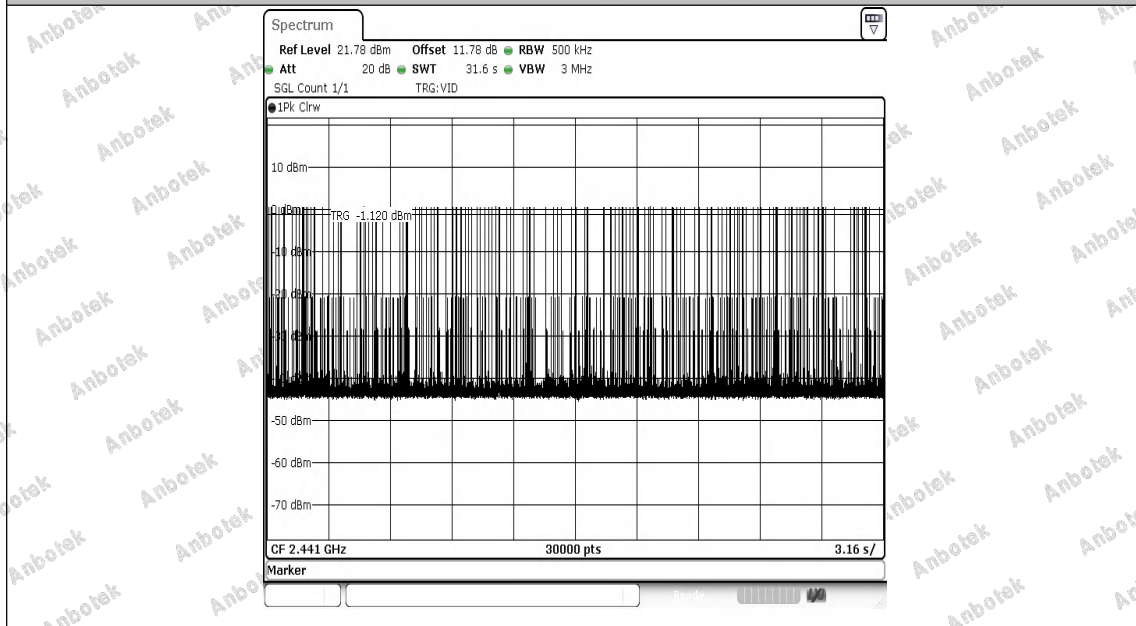 Spectrum
Ref Level 21.78 dBm Offset 11.78 dB RBW 500 kHz
Att 20 dB SWT 31.6 s VBW 3 MHz
SGL Count 1/1 TRG:VID
1Pk Clrw
10 dBm
0 dBm
TRG -1.120 dBm
-10 dBm
-20 dBm
-30 dBm
-50 dBm
-60 dBm
-70 dBm
CF 2.441 GHz 30000 pts 3.16 s/
Marker
Ready
Anbotek